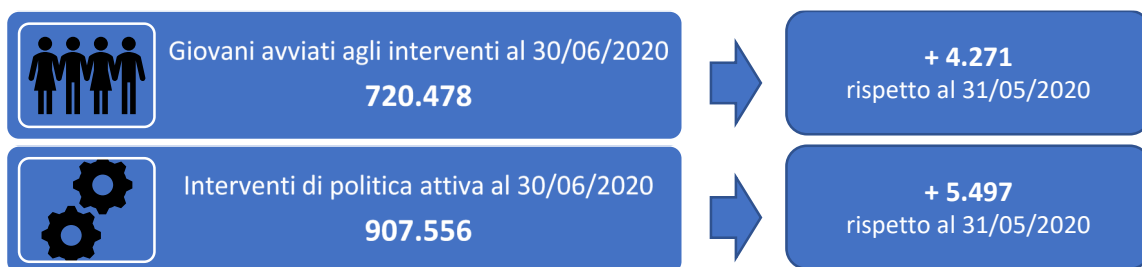 Giovani avviati agli interventi al 30/06/2020
720.478
+ 4.271
rispetto al 31/05/2020
Interventi di politica attiva al 30/06/2020
907.556
+ 5.497
rispetto al 31/05/2020